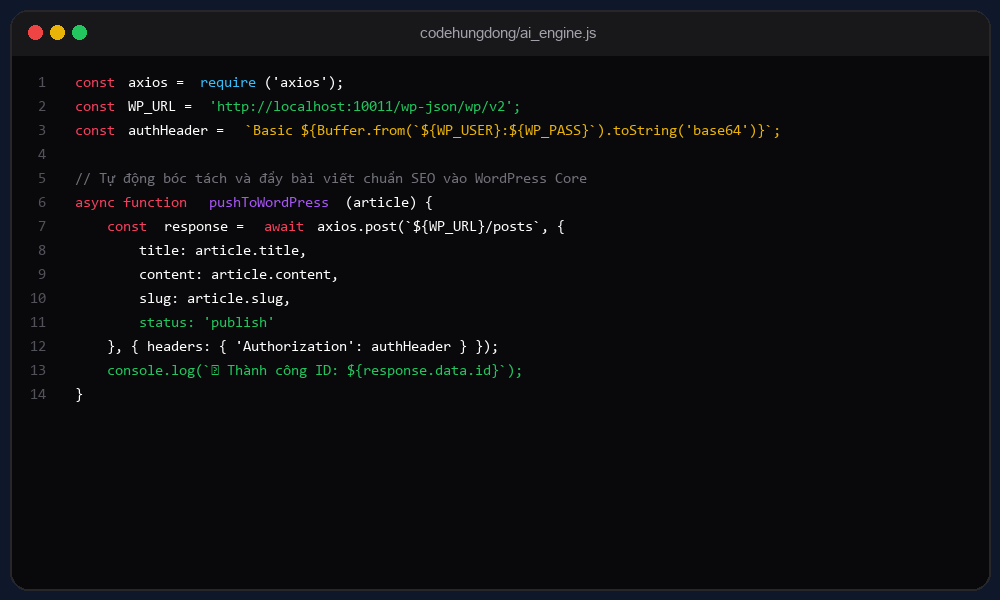 codehungdong/ai_engine.js
1 const axios = require ('axios');
2 const WP_URL = 'http://localhost:10011/wp-json/wp/v2';
3 const authHeader = `Basic ${Buffer.from(`${WP_USER}:${WP_PASS}`).toString('base64')}`;
4
5 // Tự động bóc tách và đẩy bài viết chuẩn SEO vào WordPress Core
6 async function pushToWordPress (article) {
7 const response = await axios.post(`${WP_URL}/posts`, {
8 title: article.title,
9 content: article.content,
10 slug: article.slug,
11 status: 'publish'
12 }, { headers: { 'Authorization': authHeader } });
13 console.log(`▯ Thành công ID: ${response.data.id}`);
14 }